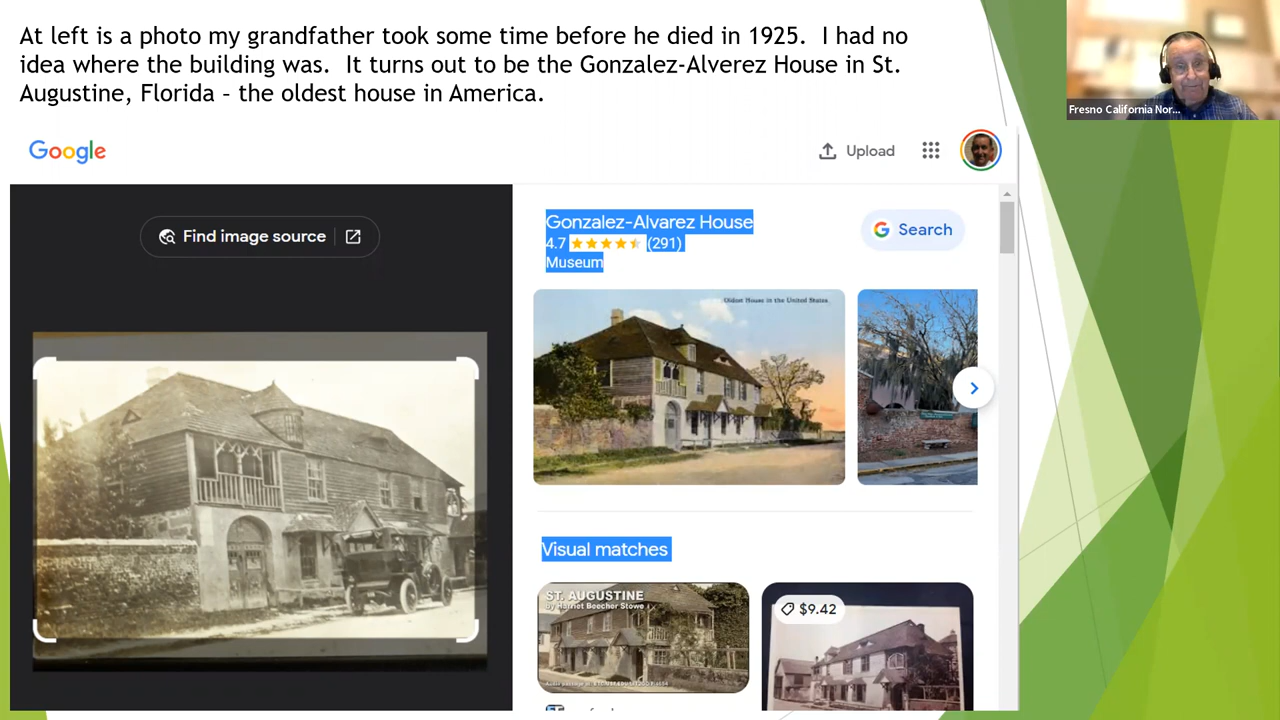 At left is a photo my grandfather took some time before he died in 1925.  I had no
idea where the building was.  It turns out to be the Gonzalez-Alverez House in St.
Augustine, Florida – the oldest house in America.
Fresno California Nor...
Google
Upload
Find image source
Gonzalez-Alvarez House
4.7 (291)
Museum
Search
Oldest House in the United States.
Visual matches
ST. AUGUSTINE
by Harriet Beecher Stowe
$9.42